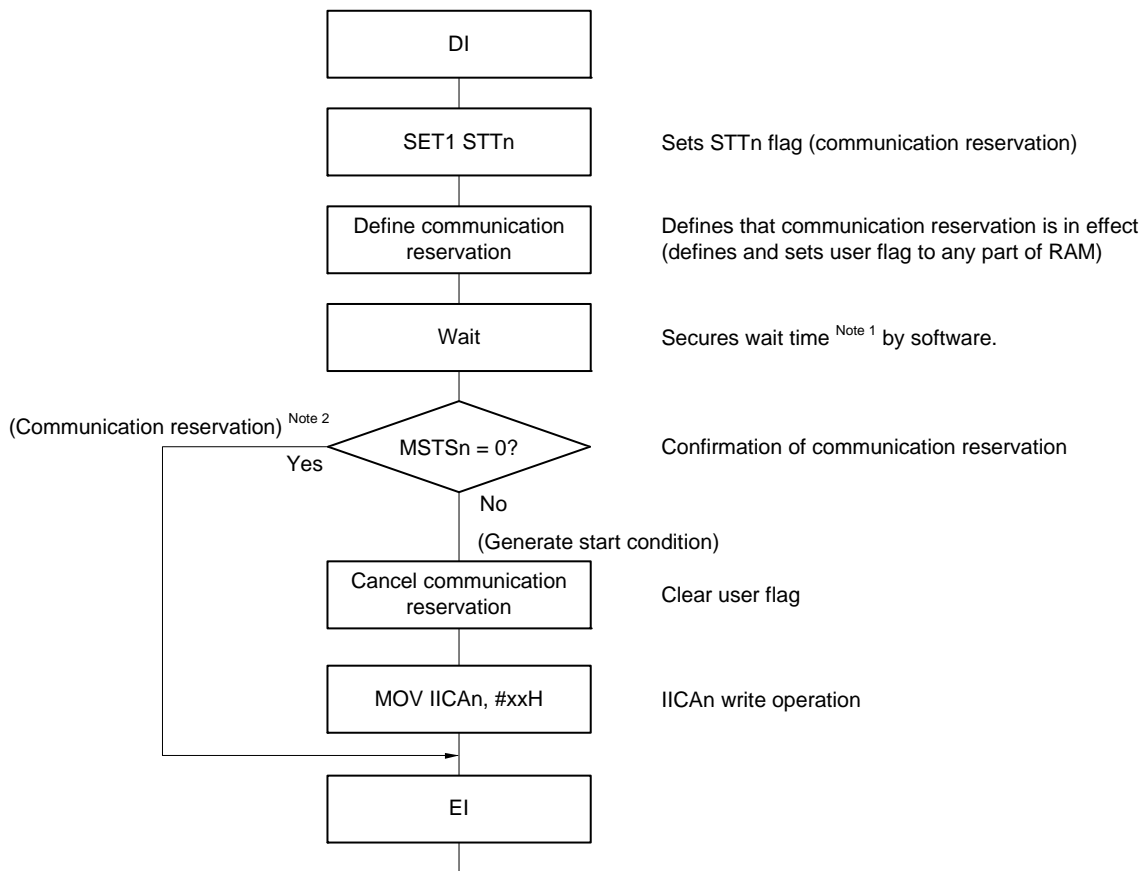 DI
SET1 STTn
Sets STTn flag (communication reservation)
Define communication
reservation
Defines that communication reservation is in effect
(defines and sets user flag to any part of RAM)
Wait
Secures wait time Note 1 by software.
(Communication reservation) Note 2
Yes
MSTSn = 0?
Confirmation of communication reservation
No
(Generate start condition)
Cancel communication
reservation
Clear user flag
MOV IICAn, #xxH
IICAn write operation
EI